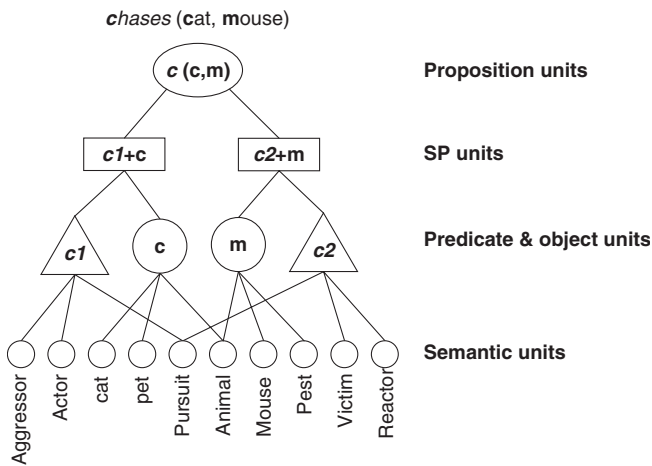 chases (cat, mouse)
c (c,m)
Proposition units
c1+c
c2+m
SP units
c1
c
m
c2
Predicate & object units
Semantic units
Aggressor
Actor
cat
pet
Pursuit
Animal
Mouse
Pest
Victim
Reactor